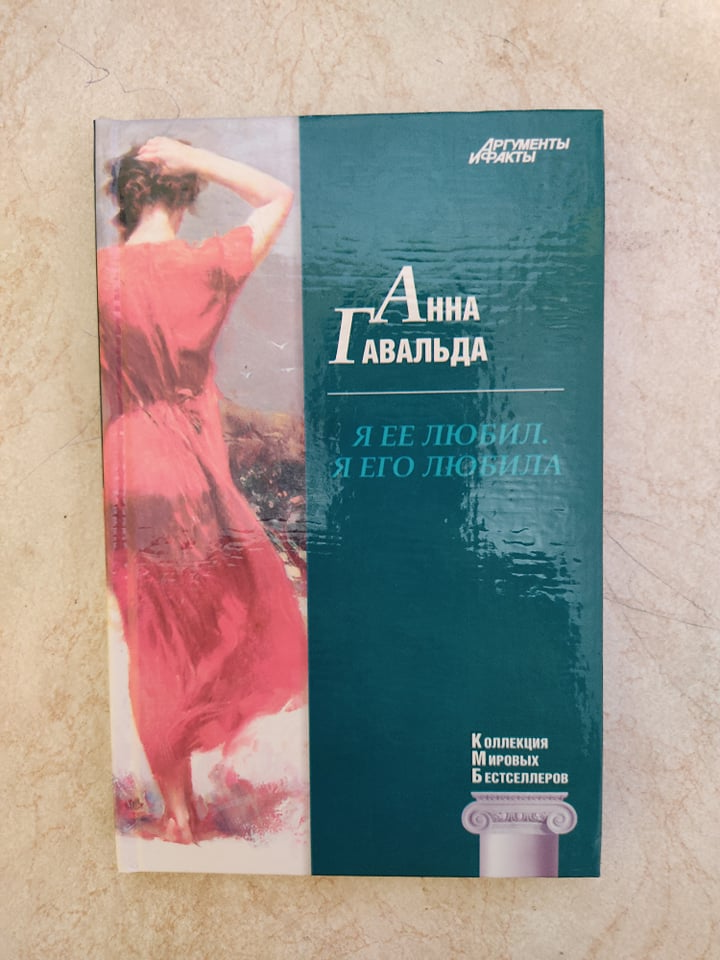 Аргументы
и Факты
Анна
Гавальда
Я ЕЕ ЛЮБИЛ.
Я ЕГО ЛЮБИЛА
Коллекция
Мировых
Бестселлеров